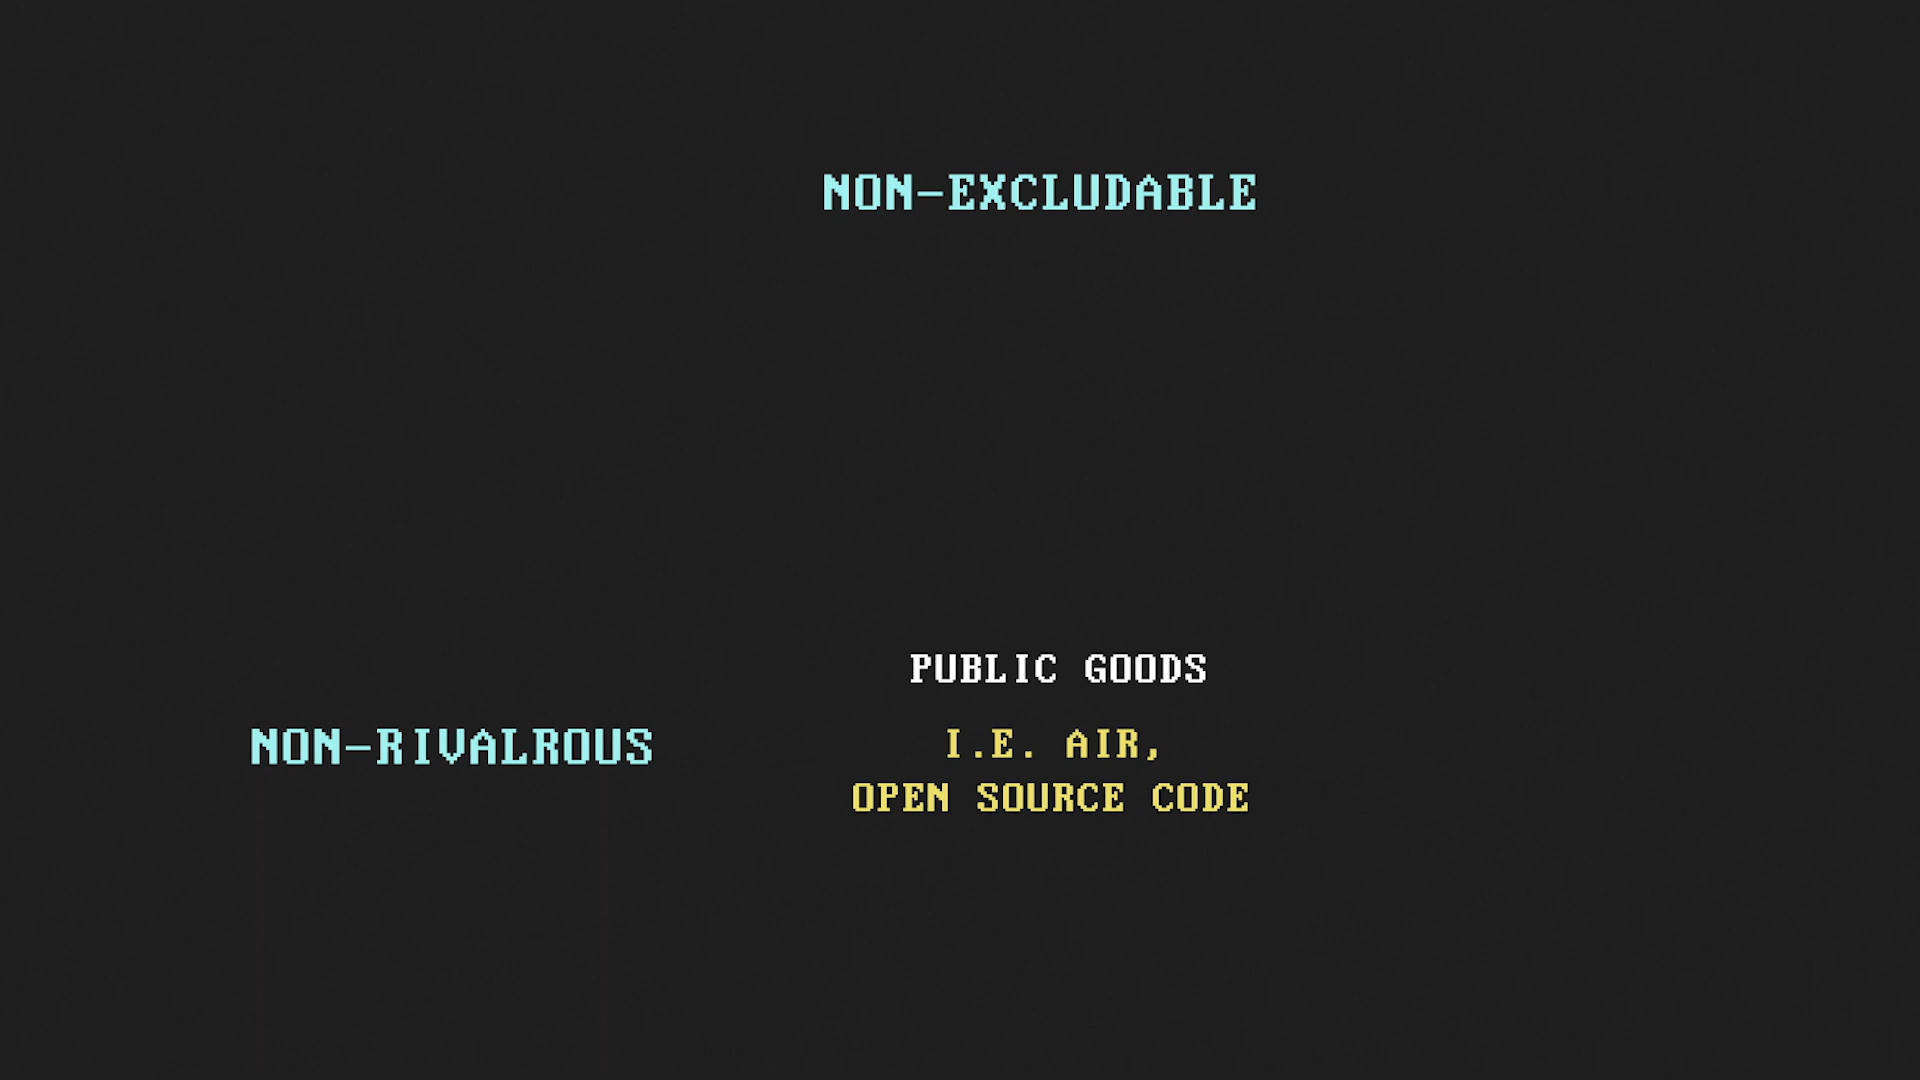 NON-EXCLUDABLE
PUBLIC GOODS
NON-RIVALROUS
I.E. AIR,
OPEN SOURCE CODE